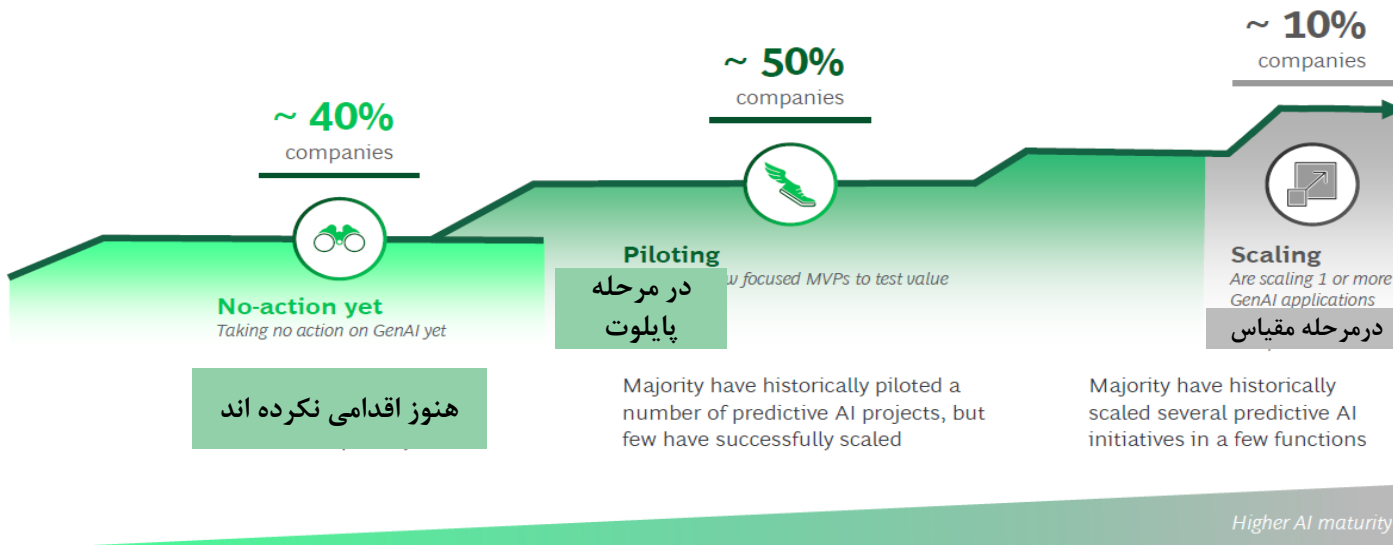 ~ 40%
companies
No-action yet
Taking no action on GenAI yet
هنوز اقدامی نکرده اند
~ 50%
companies
Piloting
focused MVPs to test value
در مرحله
پایلوت
Majority have historically piloted a
number of predictive AI projects, but
few have successfully scaled
~ 10%
companies
Scaling
Are scaling 1 or more
GenAI applications
درمرحله مقیاس
Majority have historically
scaled several predictive AI
initiatives in a few functions
Higher AI maturity